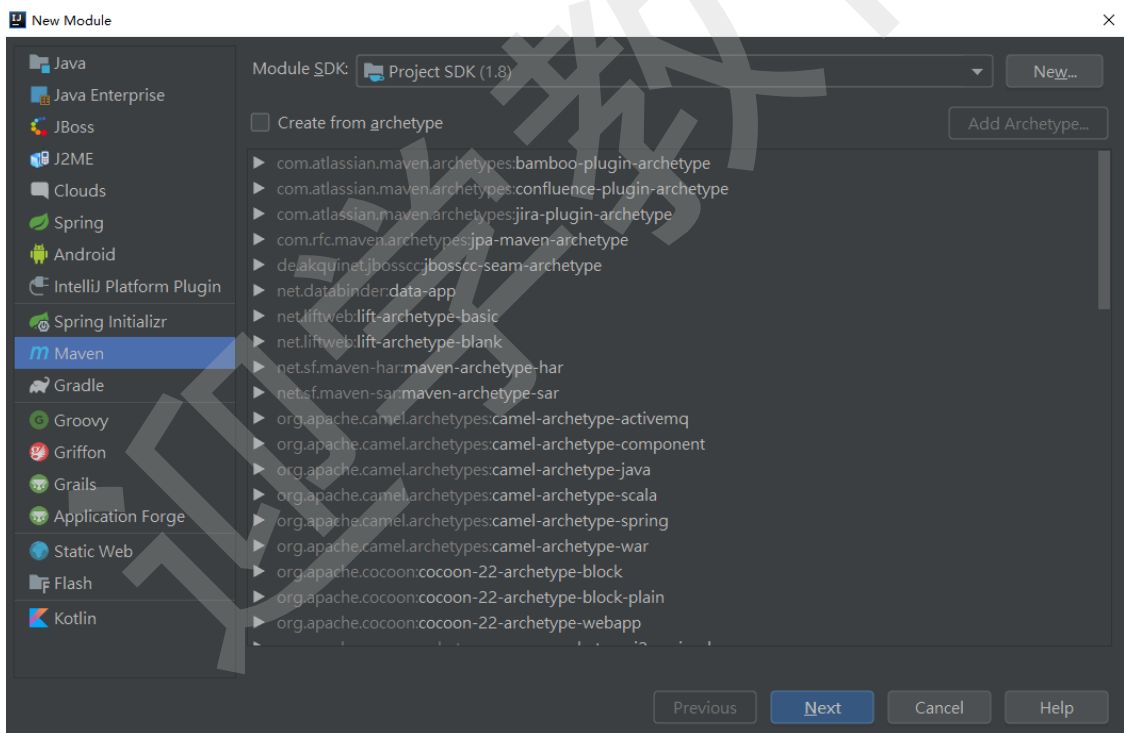 New Module
Java
Java Enterprise
JBoss
J2ME
Clouds
Spring
Android
IntelliJ Platform Plugin
Spring Initializr
Maven
Gradle
Groovy
Griffon
Grails
Application Forge
Static Web
Flash
Kotlin
Module SDK: Project SDK (1.8) New...
Create from archetype Add Archetype...
com.atlassian.maven.archetypes:bamboo-plugin-archetype
com.atlassian.maven.archetypes:confluence-plugin-archetype
com.atlassian.maven.archetypes:jira-plugin-archetype
com.rfc.maven.archetypes:jpa-maven-archetype
de.akquinet.jbosscc:jbosscc-seam-archetype
net.databinder:data-app
net.liftweb:lift-archetype-basic
net.liftweb:lift-archetype-blank
net.sf.maven-har:maven-archetype-har
net.sf.maven-sar:maven-archetype-sar
org.apache.camel.archetypes:camel-archetype-activemq
org.apache.camel.archetypes:camel-archetype-component
org.apache.camel.archetypes:camel-archetype-java
org.apache.camel.archetypes:camel-archetype-scala
org.apache.camel.archetypes:camel-archetype-spring
org.apache.camel.archetypes:camel-archetype-war
org.apache.cocoon:cocoon-22-archetype-block
org.apache.cocoon:cocoon-22-archetype-block-plain
org.apache.cocoon:cocoon-22-archetype-webapp
Previous Next Cancel Help